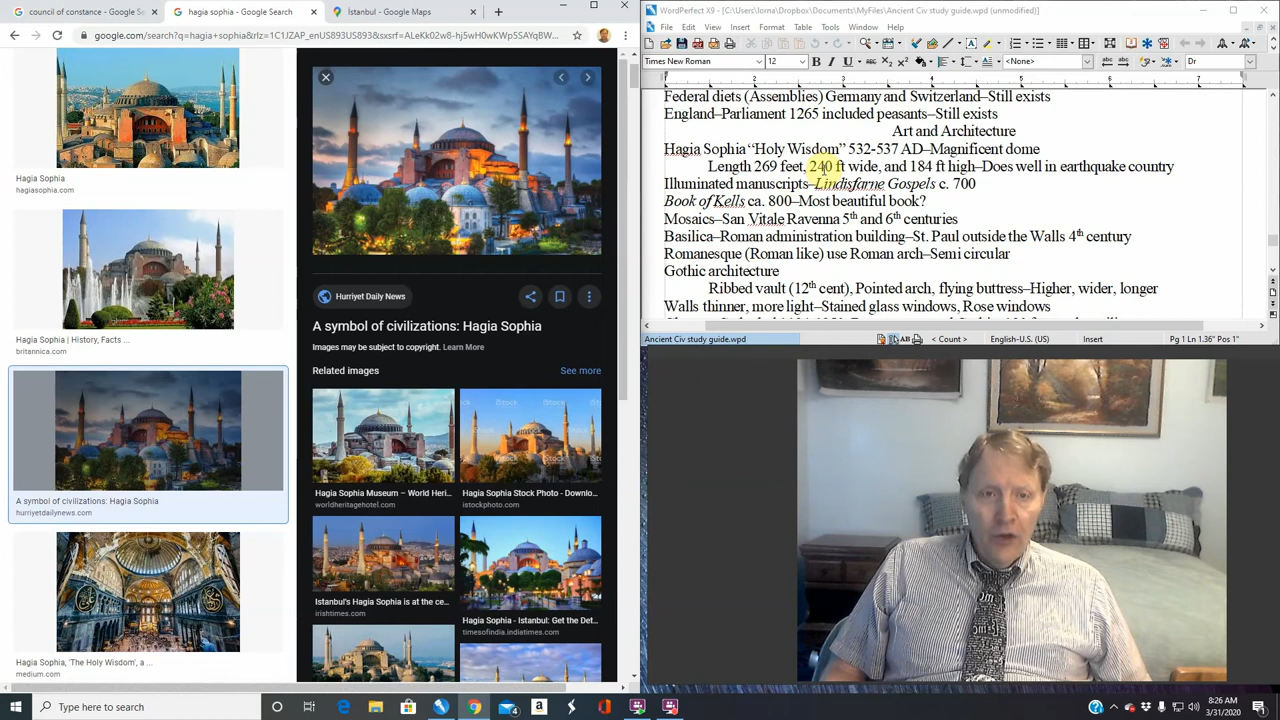 council of constance - Google Se
hagia sophia - Google Search
İstanbul - Google Maps
google.com/search?q=hagia+sophia&rlz=1C1JZAP_enUS893US893&sxsrf=ALeKk02w8-hj5wH0wKWpSSAYqBW...
Hagia Sophia
hagiasophia.com
Hagia Sophia | History, Facts ...
britannica.com
A symbol of civilizations: Hagia Sophia
hurriyetdailynews.com
Hagia Sophia, 'The Holy Wisdom', a ...
medium.com
Hurriyet Daily News
A symbol of civilizations: Hagia Sophia
Images may be subject to copyright. Learn More
Related images
See more
Hagia Sophia Museum – World Heri...
worldheritagehotel.com
Hagia Sophia Stock Photo - Downlo...
istockphoto.com
Istanbul's Hagia Sophia is at the ce...
irishtimes.com
Hagia Sophia - Istanbul: Get the Det...
timesofindia.indiatimes.com
WordPerfect X9 - [C:\Users\lorna\Dropbox\Documents\MyFiles\Ancient Civ study guide.wpd (unmodified)]
File Edit View Insert Format Table Tools Window Help
Times New Roman 12 <None> Dr
2 3 4 5 6 7
Federal diets (Assemblies) Germany and Switzerland–Still exists
England–Parliament 1265 included peasants–Still exists
Art and Architecture
Hagia Sophia “Holy Wisdom” 532-537 AD–Magnificent dome
Length 269 feet, 240 ft wide, and 184 ft high–Does well in earthquake country
Illuminated manuscripts–Lindisfarne Gospels c. 700
Book of Kells ca. 800–Most beautiful book?
Mosaics–San Vitale Ravenna 5th and 6th centuries
Basilica–Roman administration building–St. Paul outside the Walls 4th century
Romanesque (Roman like) use Roman arch–Semi circular
Gothic architecture
Ribbed vault (12th cent), Pointed arch, flying buttress–Higher, wider, longer
Walls thinner, more light–Stained glass windows, Rose windows
Ancient Civ study guide.wpd
AB < Count > English-U.S. (US) Insert Pg 1 Ln 1.36" Pos 1"
Type here to search
8:26 AM
3/31/2020